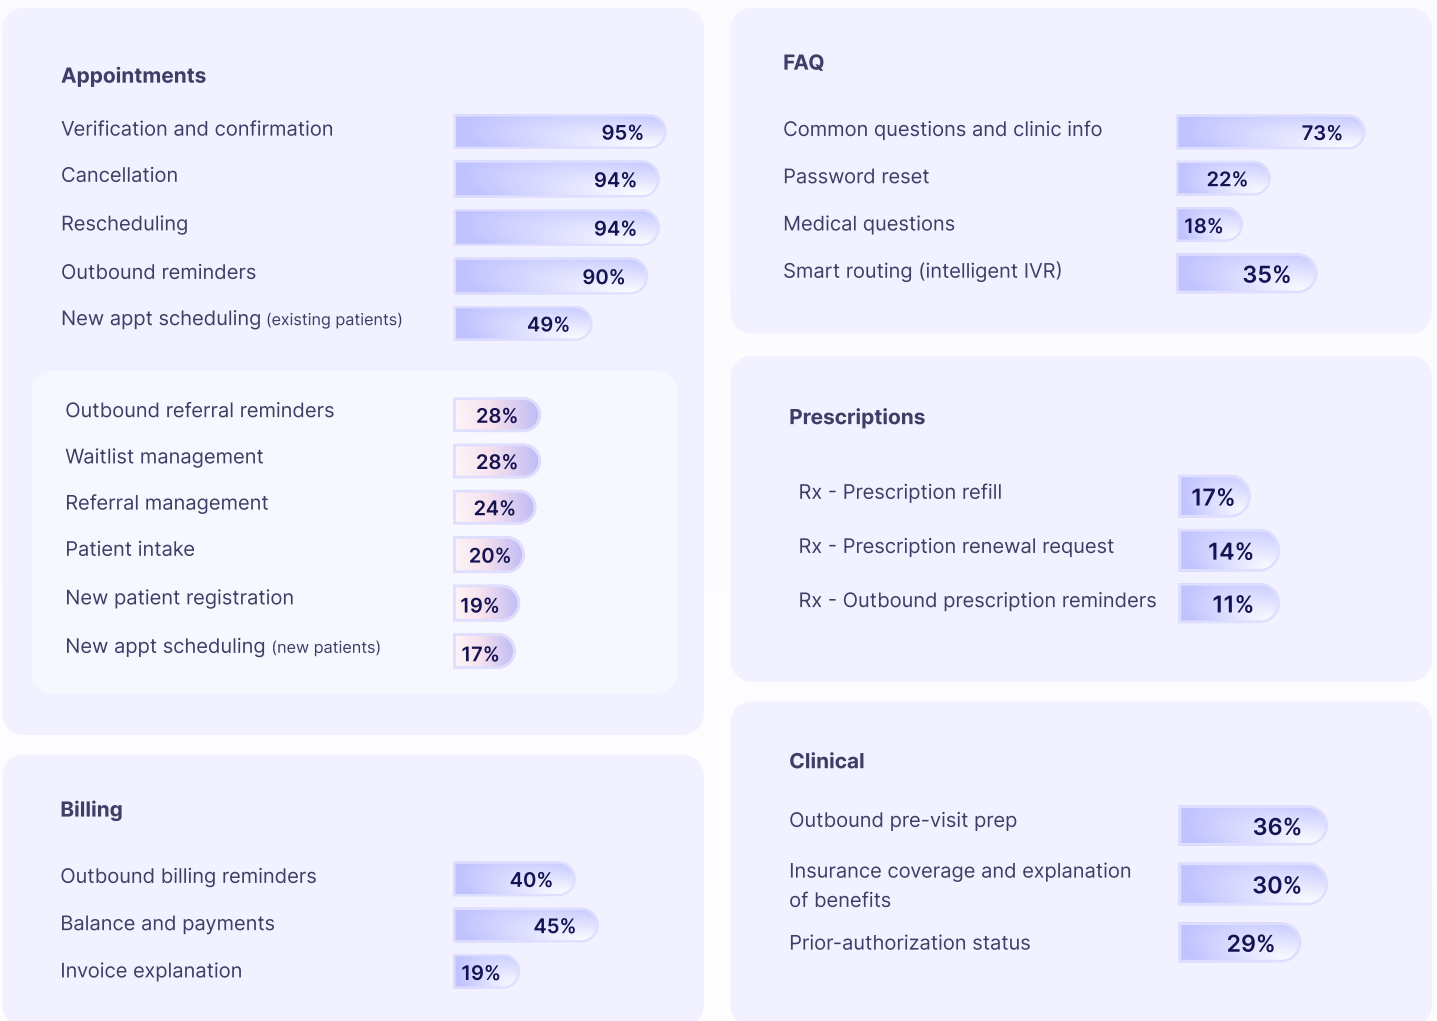 Appointments
Verification and confirmation 95%
Cancellation 94%
Rescheduling 94%
Outbound reminders 90%
New appt scheduling (existing patients) 49%
Outbound referral reminders 28%
Waitlist management 28%
Referral management 24%
Patient intake 20%
New patient registration 19%
New appt scheduling (new patients) 17%
Billing
Outbound billing reminders 40%
Balance and payments 45%
Invoice explanation 19%
FAQ
Common questions and clinic info 73%
Password reset 22%
Medical questions 18%
Smart routing (intelligent IVR) 35%
Prescriptions
Rx - Prescription refill 17%
Rx - Prescription renewal request 14%
Rx - Outbound prescription reminders 11%
Clinical
Outbound pre-visit prep 36%
Insurance coverage and explanation
of benefits 30%
Prior-authorization status 29%